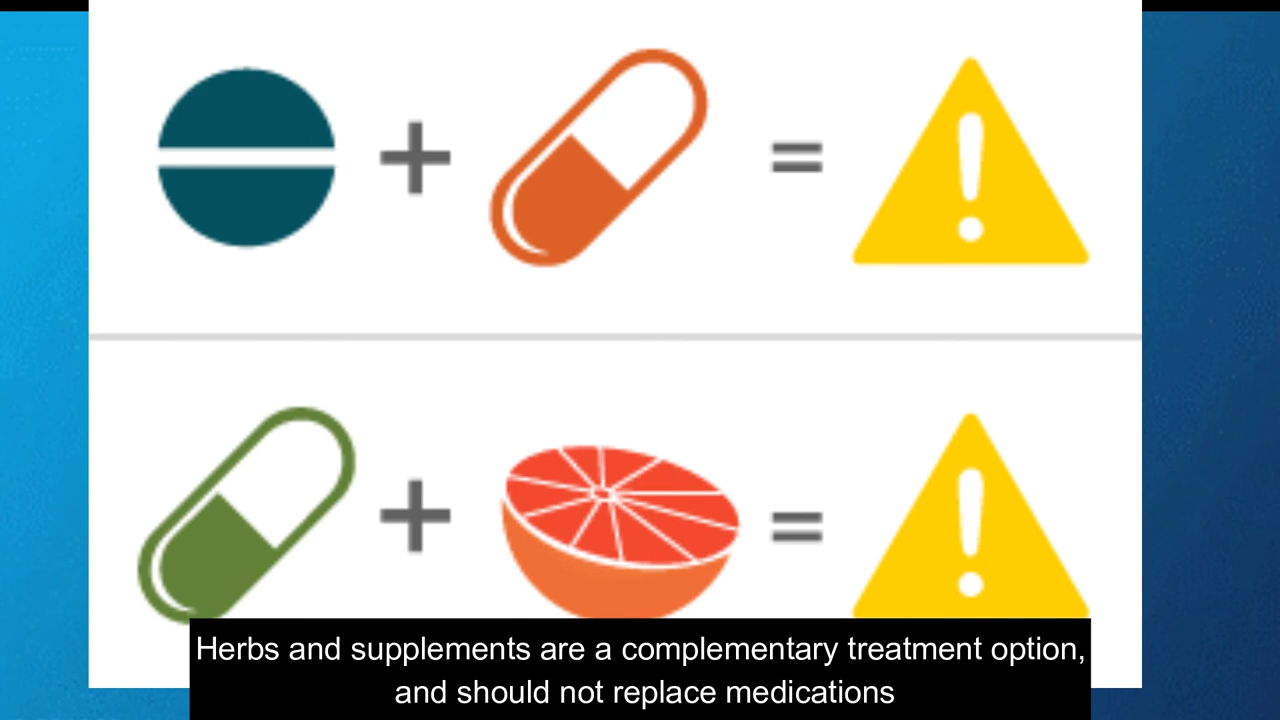 Herbs and supplements are a complementary treatment option,
and should not replace medications